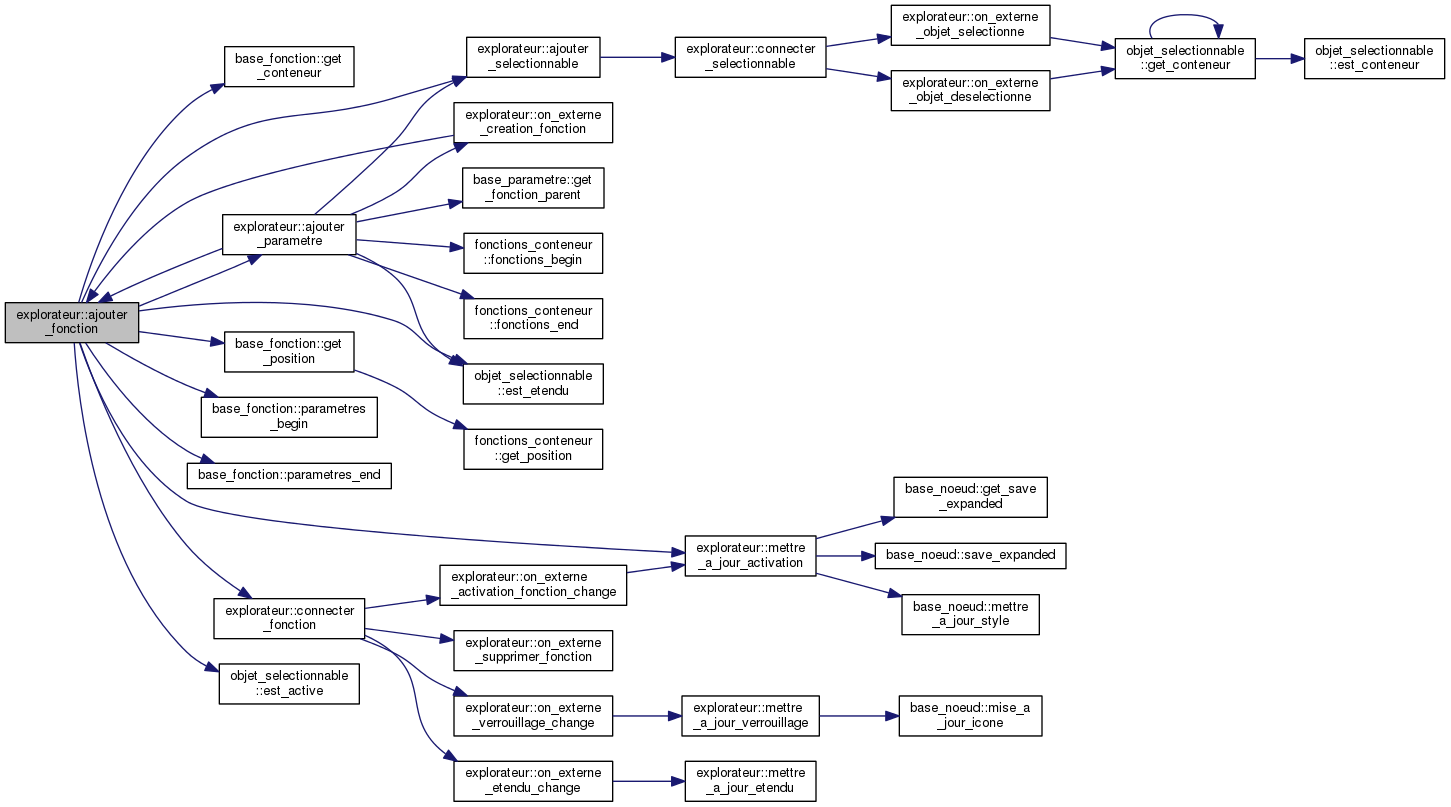 explorateur::ajouter
_fonction
base_fonction::get
_conteneur
explorateur::ajouter
_parametre
base_fonction::get
_position
base_fonction::parametres
_begin
base_fonction::parametres_end
explorateur::connecter
_fonction
objet_selectionnable
::est_active
explorateur::ajouter
_selectionnable
explorateur::on_externe
_creation_fonction
base_parametre::get
_fonction_parent
fonctions_conteneur
::fonctions_begin
fonctions_conteneur
::fonctions_end
objet_selectionnable
::est_etendu
fonctions_conteneur
::get_position
explorateur::on_externe
_activation_fonction_change
explorateur::on_externe
_supprimer_fonction
explorateur::on_externe
_verrouillage_change
explorateur::on_externe
_etendu_change
explorateur::connecter
_selectionnable
explorateur::mettre
_a_jour_activation
explorateur::mettre
_a_jour_verrouillage
explorateur::mettre
_a_jour_etendu
explorateur::on_externe
_objet_selectionne
explorateur::on_externe
_objet_deselectionne
base_noeud::get_save
_expanded
base_noeud::save_expanded
base_noeud::mettre
_a_jour_style
base_noeud::mise_a
_jour_icone
objet_selectionnable
::get_conteneur
objet_selectionnable
::est_conteneur